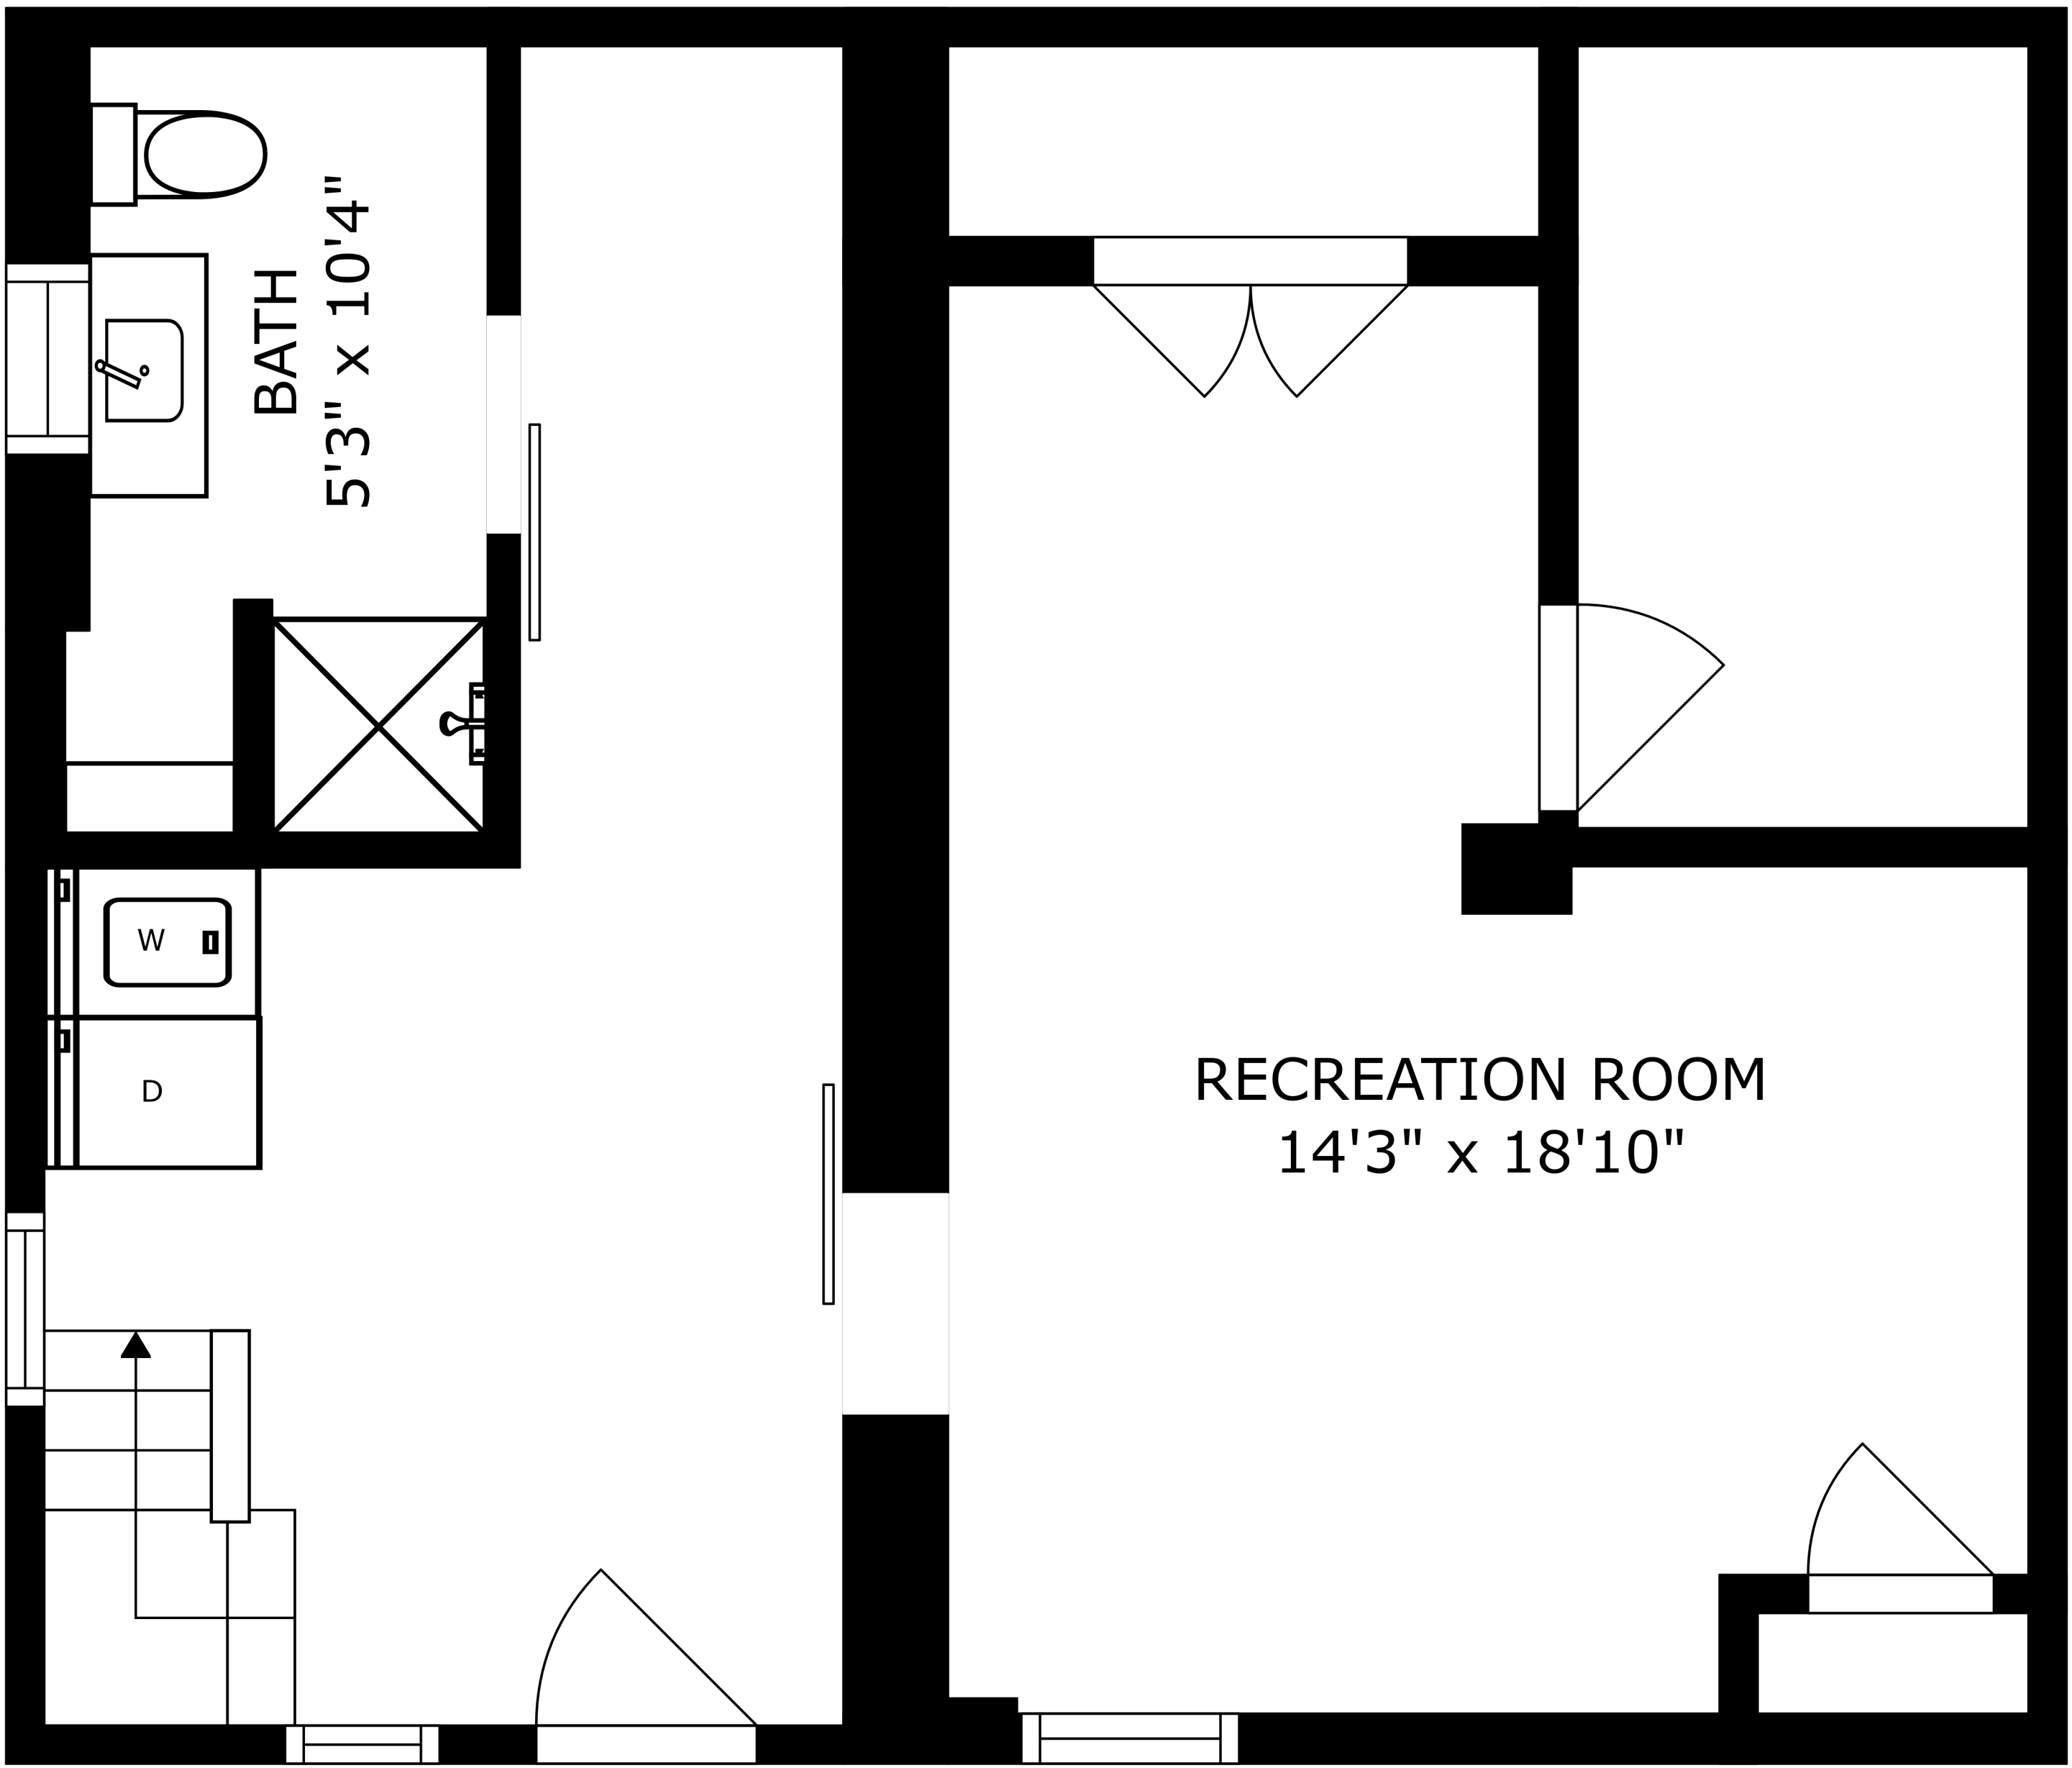 BATH
5'3" x 10'4"
W
D
RECREATION ROOM
14'3" x 18'10"